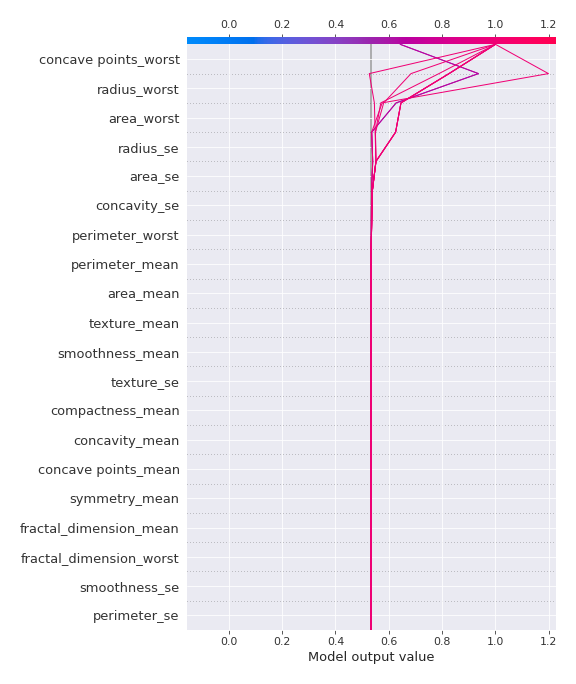 0.0 0.2 0.4 0.6 0.8 1.0 1.2
concave points_worst
radius_worst
area_worst
radius_se
area_se
concavity_se
perimeter_worst
perimeter_mean
area_mean
texture_mean
smoothness_mean
texture_se
compactness_mean
concavity_mean
concave points_mean
symmetry_mean
fractal_dimension_mean
fractal_dimension_worst
smoothness_se
perimeter_se
0.0 0.2 0.4 0.6 0.8 1.0 1.2
Model output value